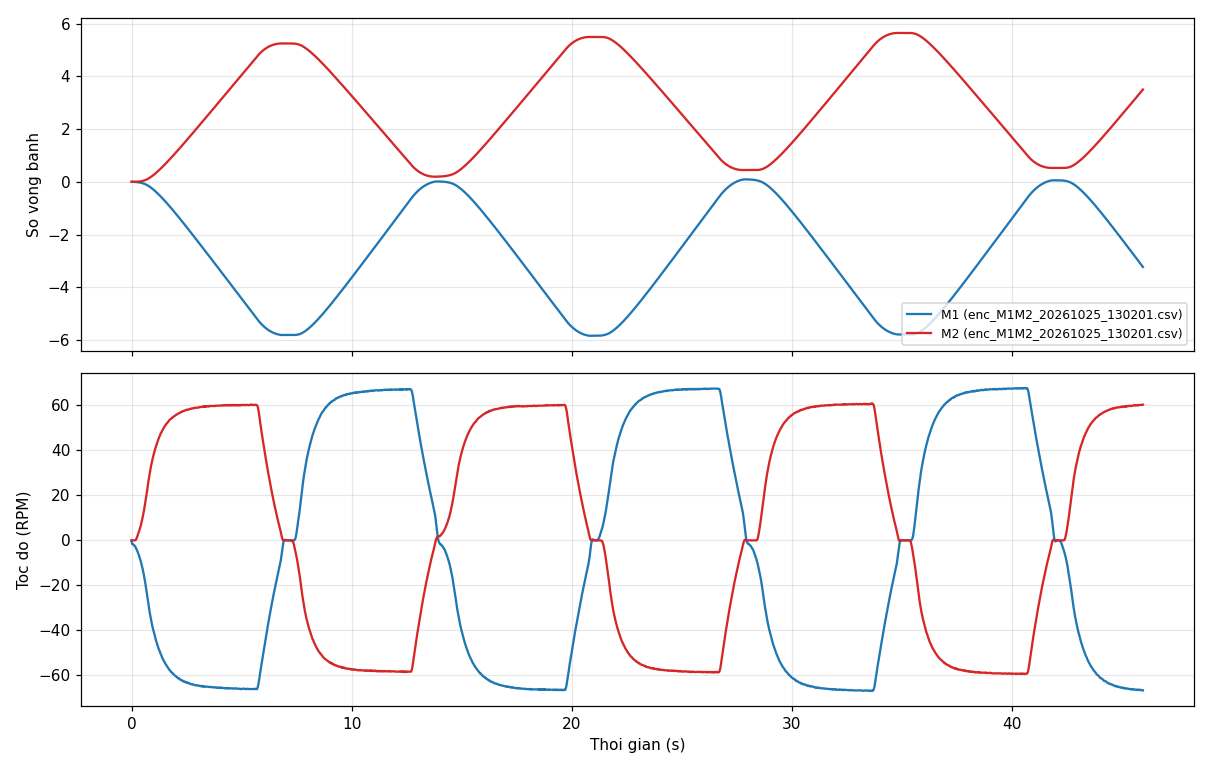 So vong banh
6
4
2
0
−2
−4
−6
M1 (enc_M1M2_20261025_130201.csv)
M2 (enc_M1M2_20261025_130201.csv)
Toc do (RPM)
60
40
20
0
−20
−40
−60
0 10 20 30 40
Thoi gian (s)